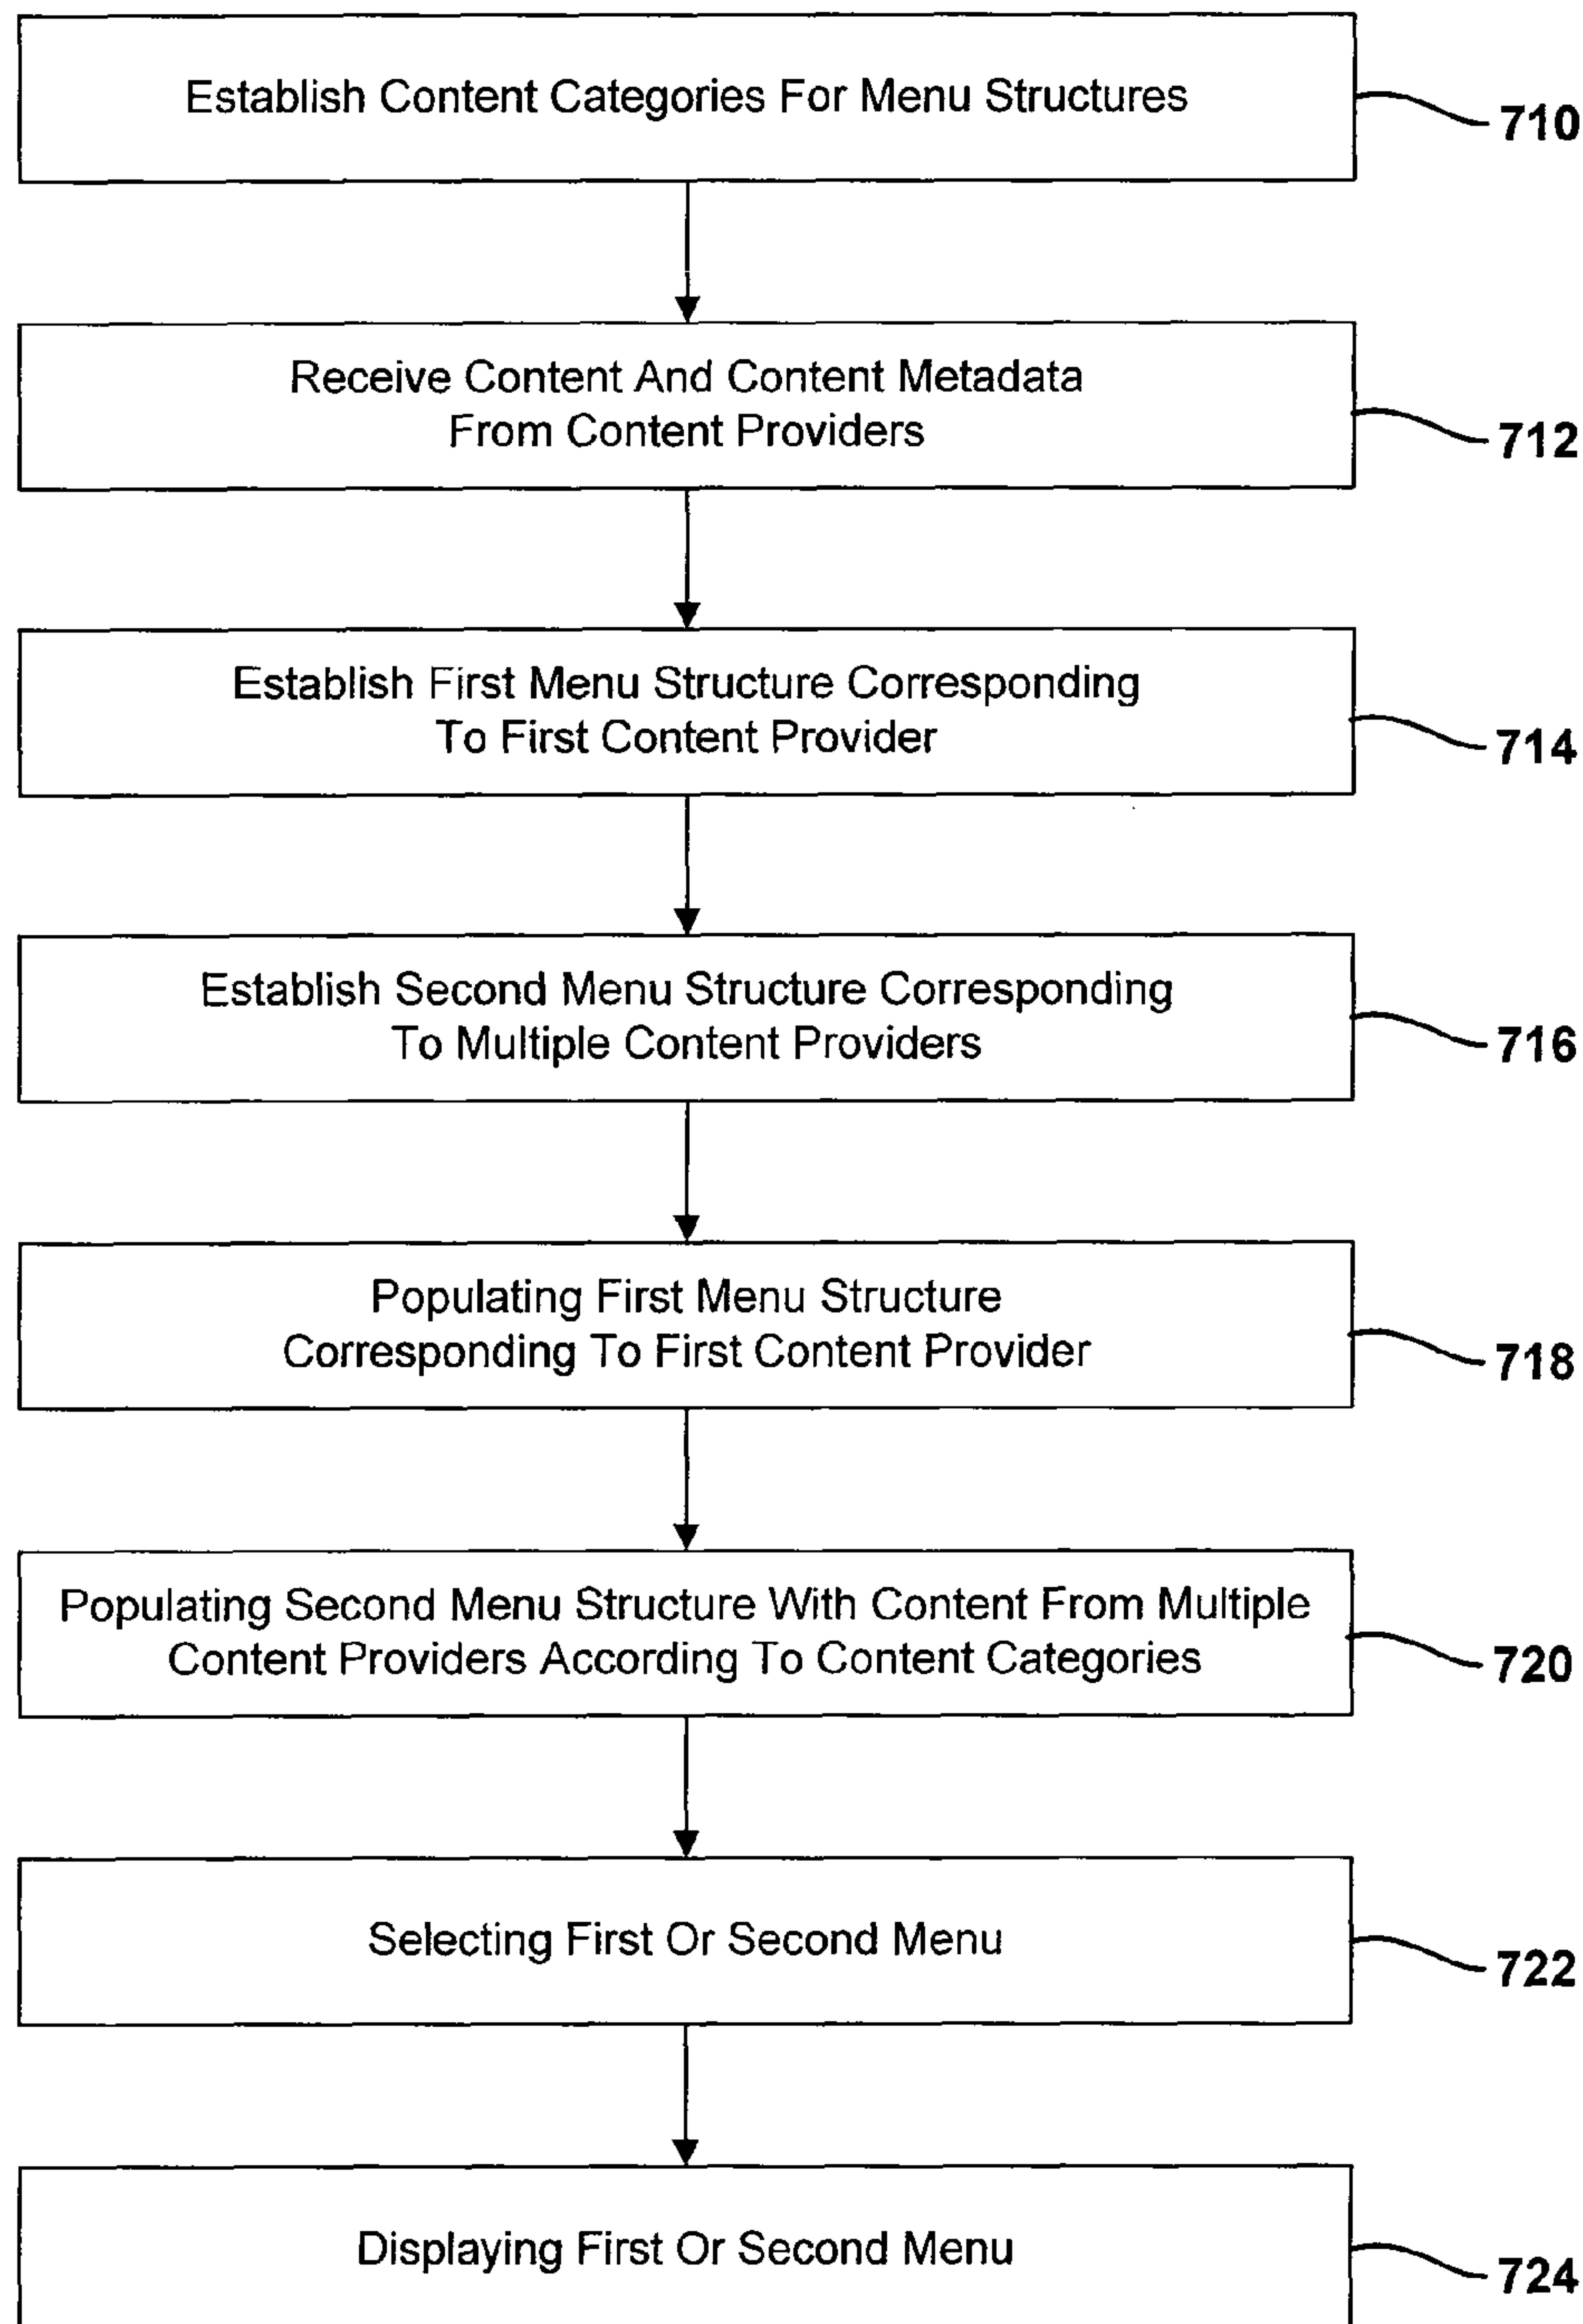 Establish Content Categories For Menu Structures
710
Receive Content And Content Metadata
From Content Providers
712
Establish First Menu Structure Corresponding
To First Content Provider
714
Establish Second Menu Structure Corresponding
To Multiple Content Providers
716
Populating First Menu Structure
Corresponding To First Content Provider
718
Populating Second Menu Structure With Content From Multiple
Content Providers According To Content Categories
720
Selecting First Or Second Menu
722
Displaying First Or Second Menu
724